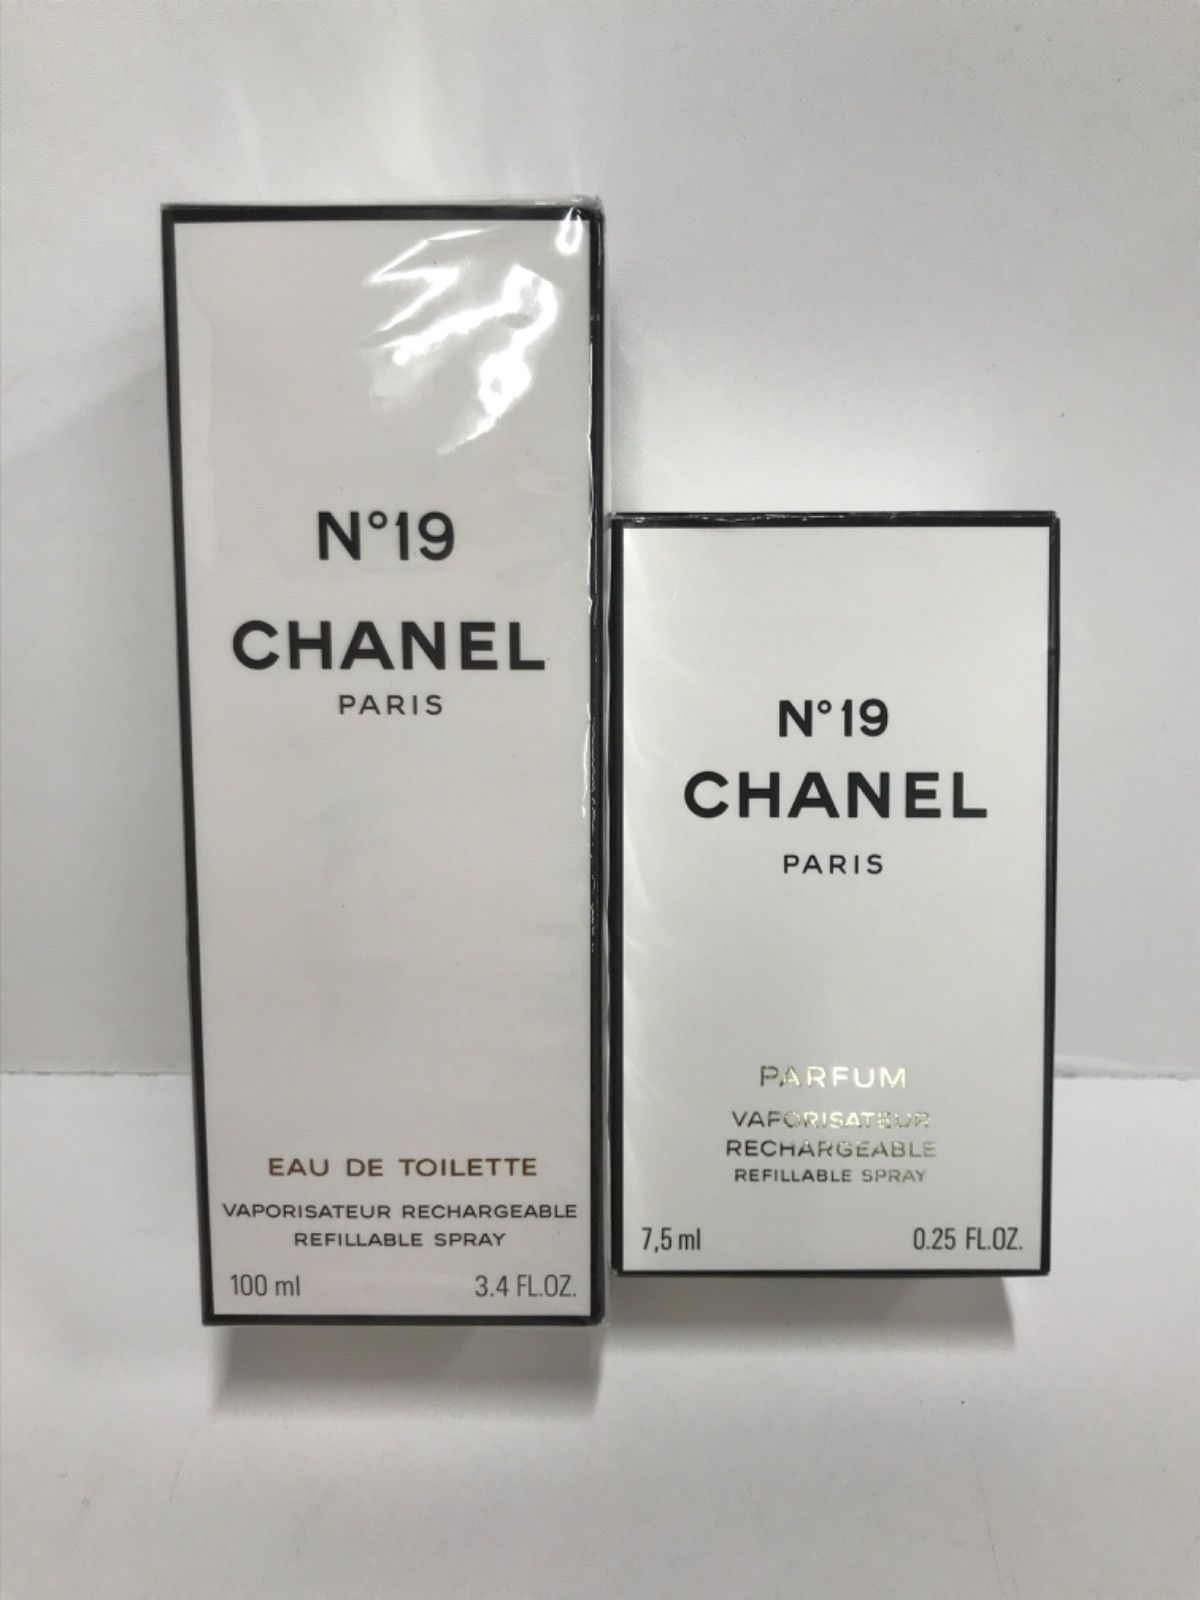 N°19
CHANEL
PARIS
EAU DE TOILETTE
VAPORISATEUR RECHARGEABLE
REFILLABLE SPRAY
100 ml 3.4 FL.OZ.
N°19
CHANEL
PARIS
PARFUM
VAPORISATEUR
RECHARGEABLE
REFILLABLE SPRAY
7,5 ml 0.25 FL.OZ.